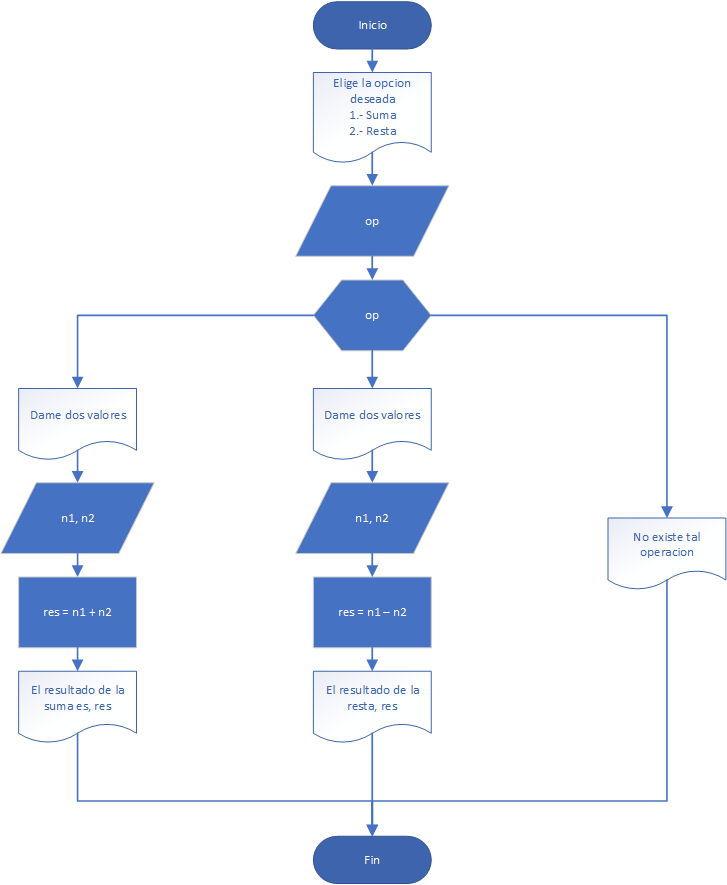 Inicio
Elige la opcion
deseada
1.- Suma
2.- Resta
op
op
Dame dos valores
n1, n2
res = n1 + n2
El resultado de la
suma es, res
Dame dos valores
n1, n2
res = n1 – n2
El resultado de la
resta, res
No existe tal
operacion
Fin